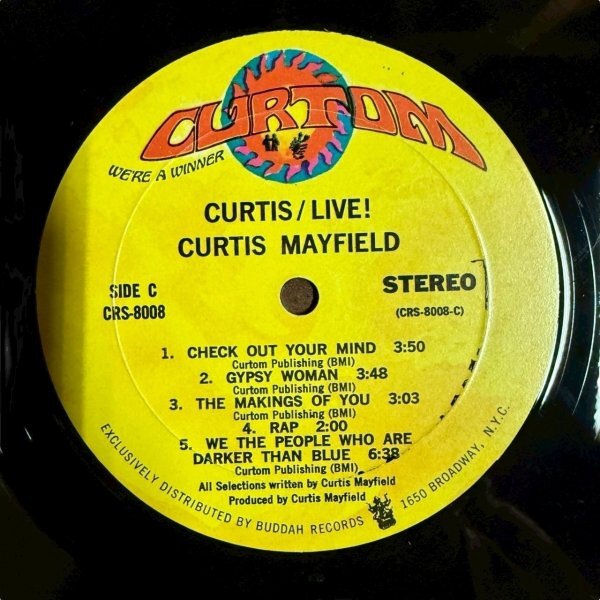 CURTOM
WE'RE A WINNER
CURTIS/LIVE!
CURTIS MAYFIELD
SIDE C
CRS-8008
STEREO
(CRS-8008-C)
1. CHECK OUT YOUR MIND 3:50
Curtom Publishing (BMI)
2. GYPSY WOMAN 3:48
Curtom Publishing (BMI)
3. THE MAKINGS OF YOU 3:03
Curtom Publishing (BMI)
4. RAP 2:00
5. WE THE PEOPLE WHO ARE
DARKER THAN BLUE 6:38
Curtom Publishing (BMI)
All Selections written by Curtis Mayfield
Produced by Curtis Mayfield
EXCLUSIVELY DISTRIBUTED BY BUDDAH RECORDS 1650 BROADWAY, N.Y.C.